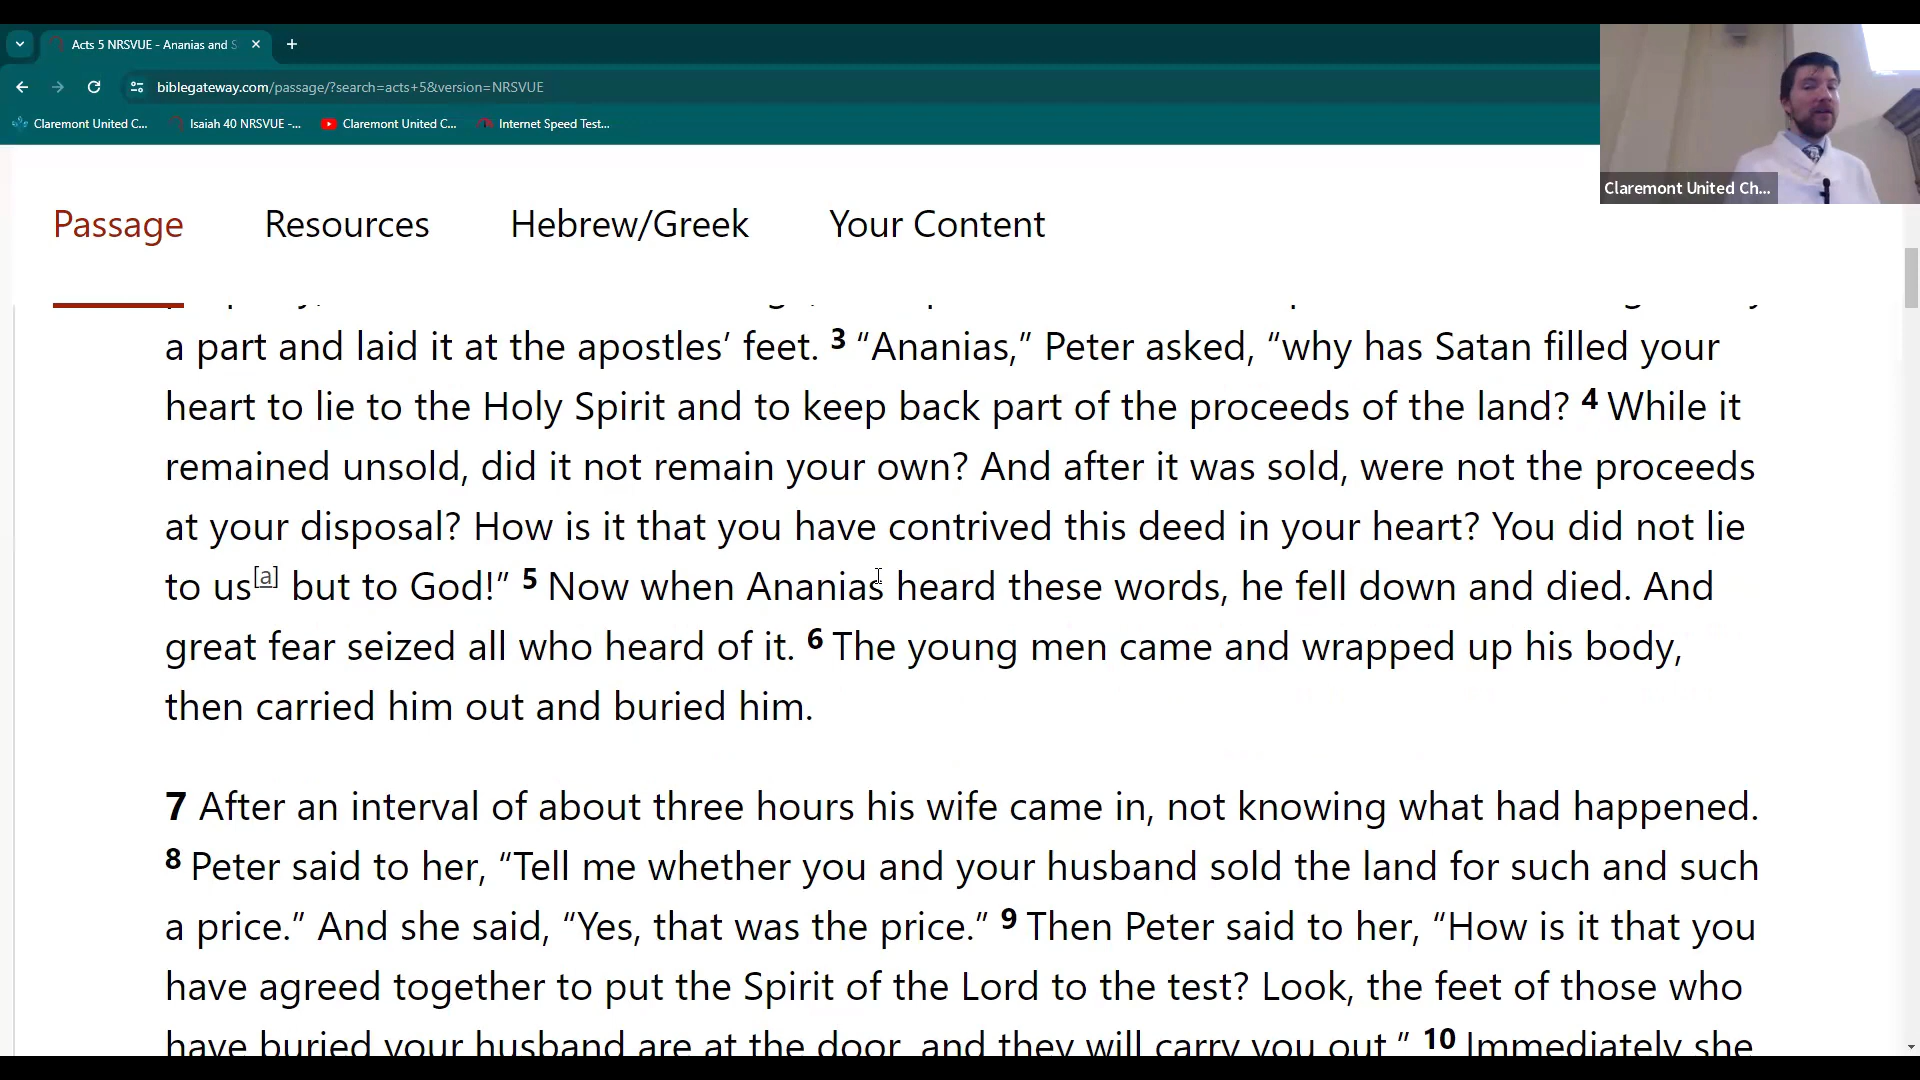 Acts 5 NRSVUE - Ananias and S
biblegateway.com/passage/?search=acts+5&version=NRSVUE
Claremont United C... Isaiah 40 NRSVUE -... Claremont United C... Internet Speed Test...
Claremont United Ch...
Passage Resources Hebrew/Greek Your Content
a part and laid it at the apostles’ feet. 3 “Ananias,” Peter asked, “why has Satan filled your
heart to lie to the Holy Spirit and to keep back part of the proceeds of the land? 4 While it
remained unsold, did it not remain your own? And after it was sold, were not the proceeds
at your disposal? How is it that you have contrived this deed in your heart? You did not lie
to us[a] but to God!” 5 Now when Ananias heard these words, he fell down and died. And
great fear seized all who heard of it. 6 The young men came and wrapped up his body,
then carried him out and buried him.
7 After an interval of about three hours his wife came in, not knowing what had happened.
8 Peter said to her, “Tell me whether you and your husband sold the land for such and such
a price.” And she said, “Yes, that was the price.” 9 Then Peter said to her, “How is it that you
have agreed together to put the Spirit of the Lord to the test? Look, the feet of those who
have buried your husband are at the door, and they will carry you out.” 10 Immediately she